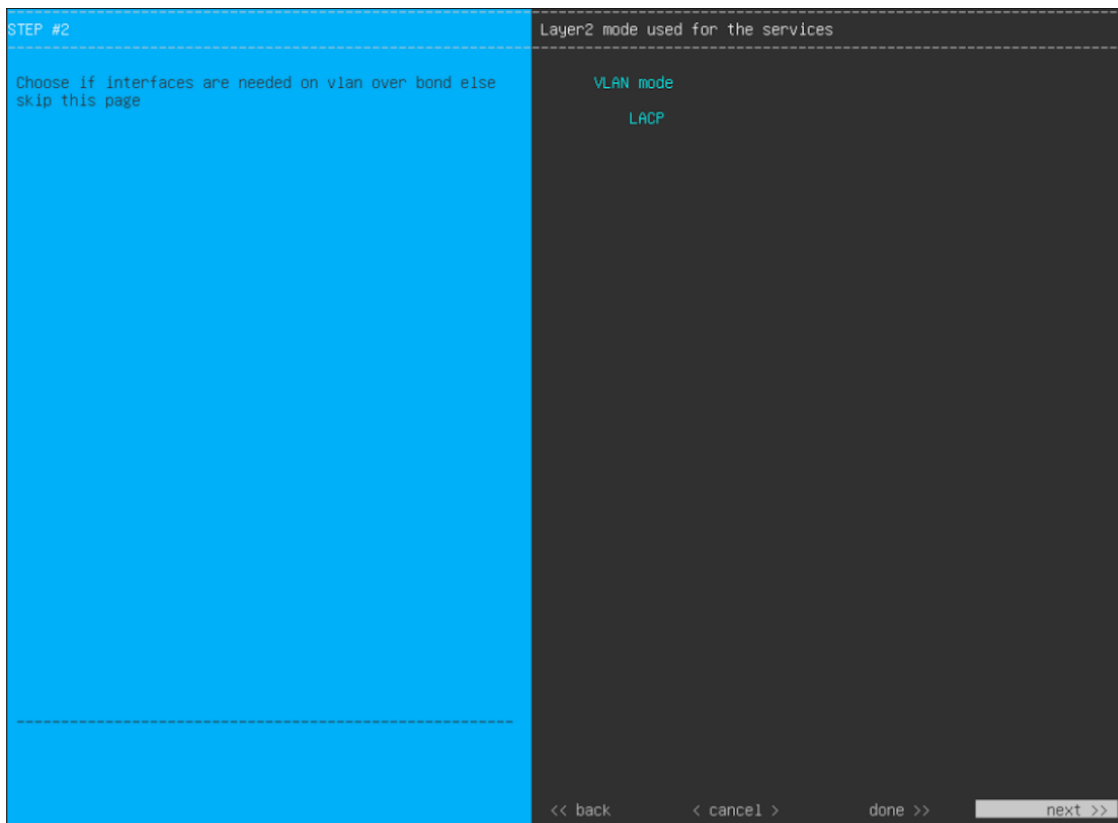 STEP #2
Choose if interfaces are needed on vlan over bond else
skip this page
Layer2 mode used for the services
VLAN mode
LACP
<< back < cancel > done >> next >>